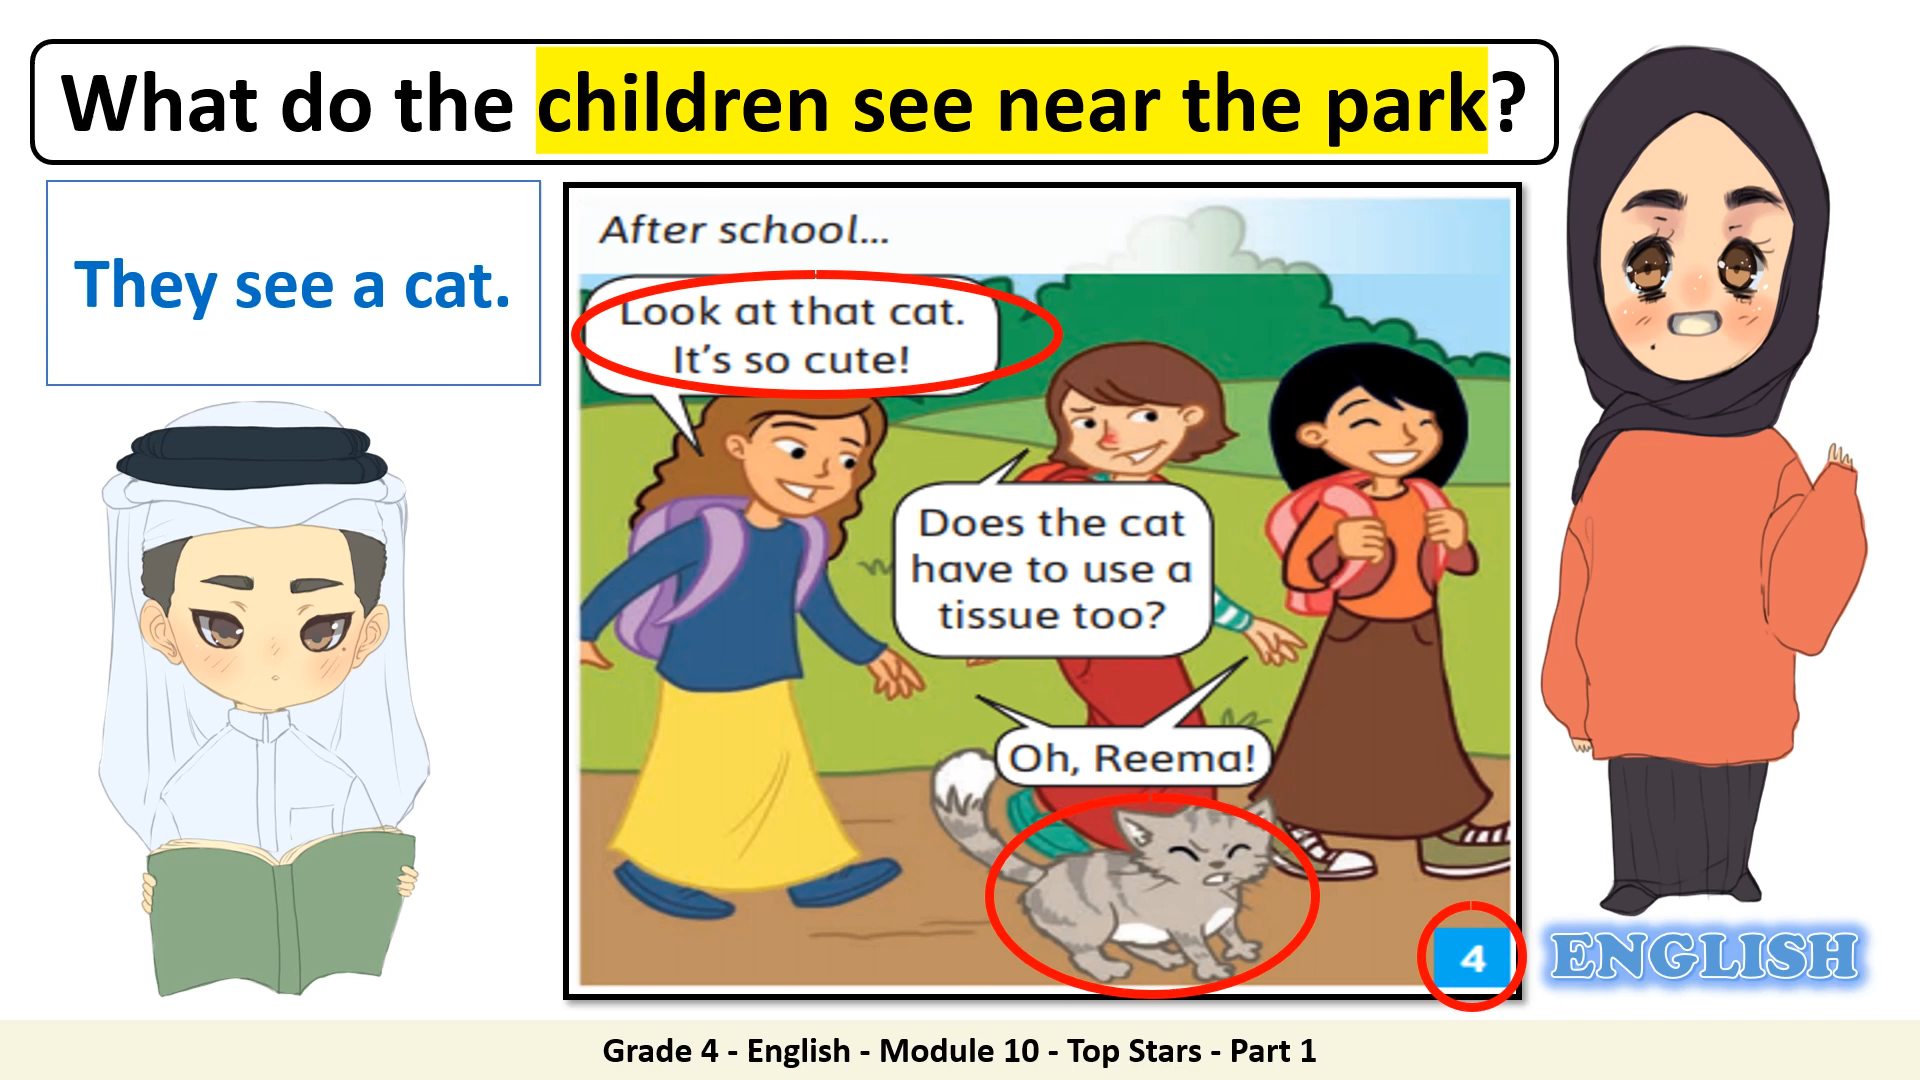 What do the children see near the park?
They see a cat.
After school...
Look at that cat.
It's so cute!
Does the cat
have to use a
tissue too?
Oh, Reema!
4
ENGLISH
Grade 4 - English - Module 10 - Top Stars - Part 1